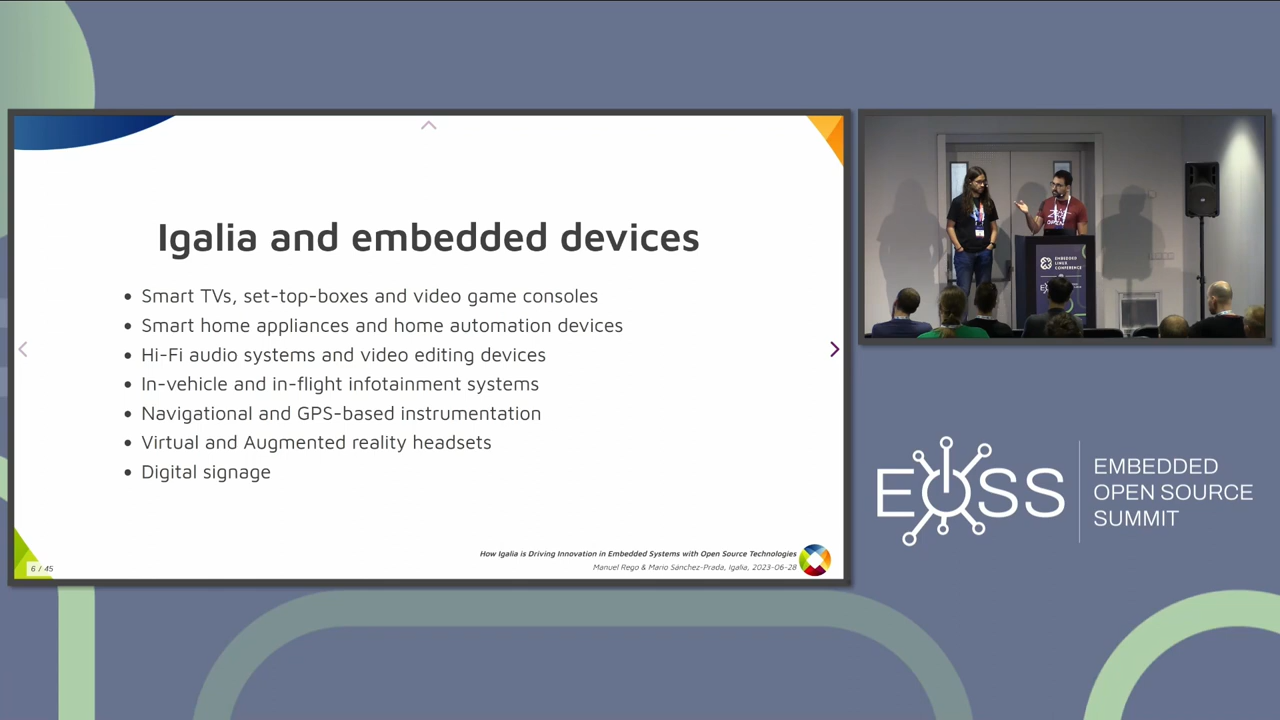 Igalia and embedded devices
Smart TVs, set-top-boxes and video game consoles
Smart home appliances and home automation devices
Hi-Fi audio systems and video editing devices
In-vehicle and in-flight infotainment systems
Navigational and GPS-based instrumentation
Virtual and Augmented reality headsets
Digital signage
How Igalia is Driving Innovation in Embedded Systems with Open Source Technologies
Manuel Rego & Mario Sánchez-Prada, Igalia, 2023-06-28
6 / 45
EMBEDDED
LINUX
CONFERENCE
EOSS
EMBEDDED
OPEN SOURCE
SUMMIT